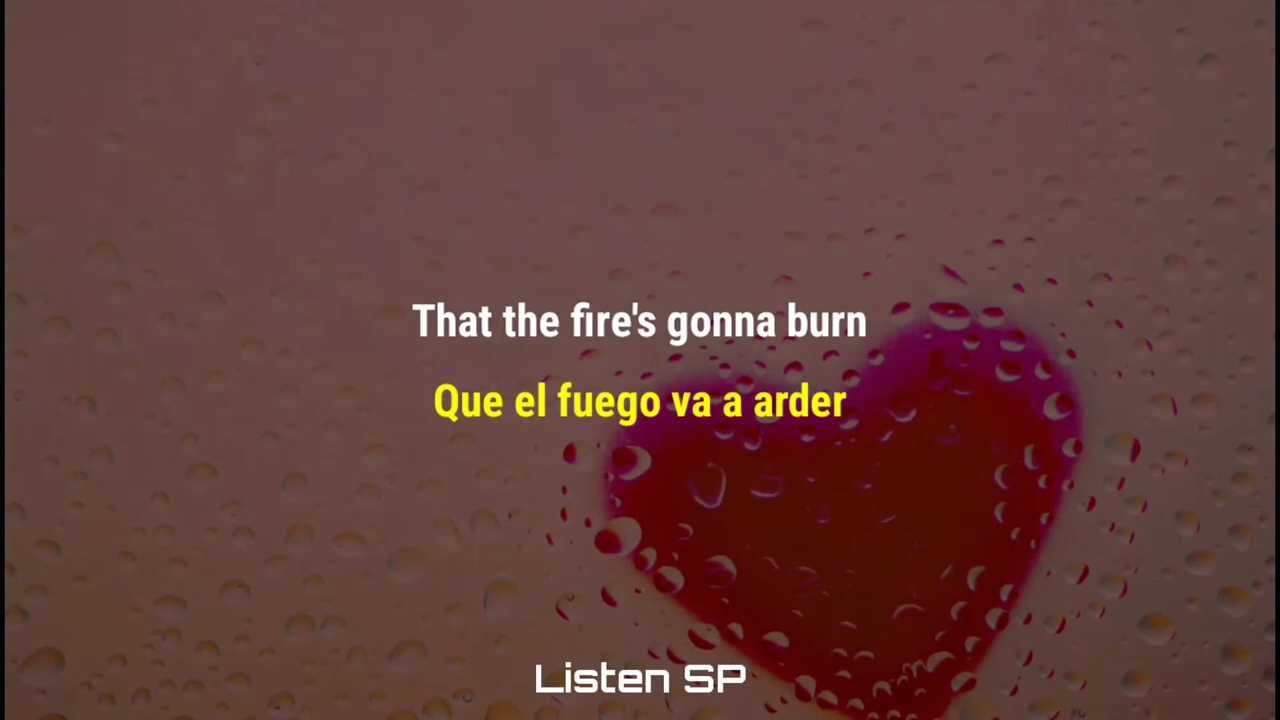 That the fire's gonna burn
Que el fuego va a arder
Listen SP